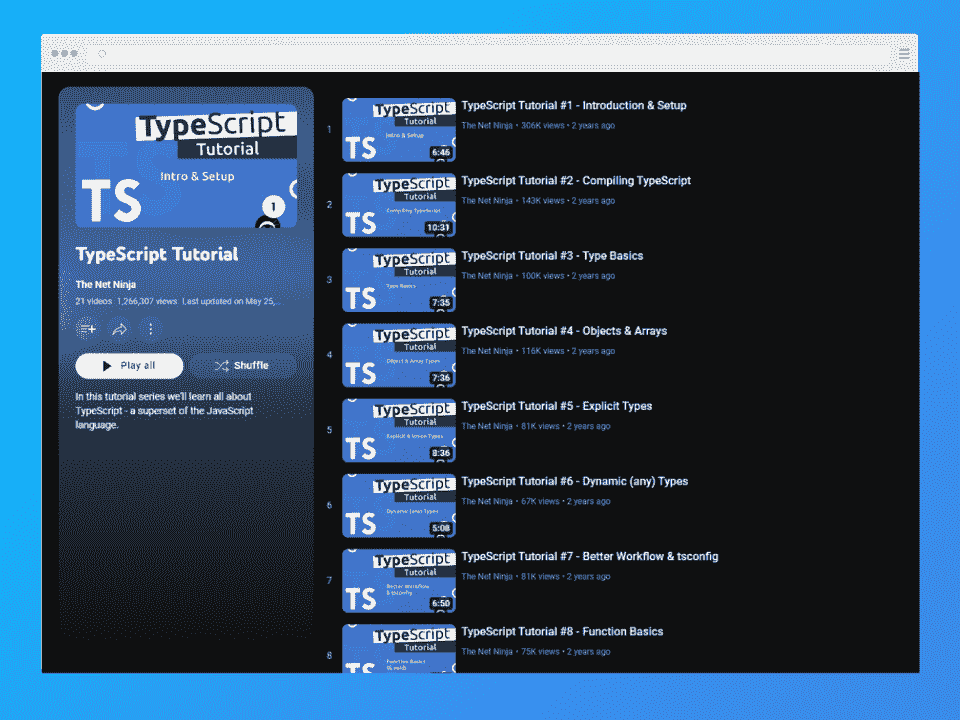 TypeScript
Tutorial
Intro & Setup
TS
1
TypeScript Tutorial
The Net Ninja
21 videos 1,266,307 views Last updated on May 25,...
Play all
Shuffle
In this tutorial series we'll learn all about
TypeScript - a superset of the JavaScript
language.
1
TypeScript
Tutorial
Intro & Setup
TS
6:46
TypeScript Tutorial #1 - Introduction & Setup
The Net Ninja • 306K views • 2 years ago
2
TypeScript
Tutorial
Compiling TypeScript
TS
10:31
TypeScript Tutorial #2 - Compiling TypeScript
The Net Ninja • 143K views • 2 years ago
3
TypeScript
Tutorial
Type Basics
TS
7:35
TypeScript Tutorial #3 - Type Basics
The Net Ninja • 100K views • 2 years ago
4
TypeScript
Tutorial
Object & Array Types
TS
7:36
TypeScript Tutorial #4 - Objects & Arrays
The Net Ninja • 116K views • 2 years ago
5
TypeScript
Tutorial
Explicit & Union Types
TS
8:36
TypeScript Tutorial #5 - Explicit Types
The Net Ninja • 81K views • 2 years ago
6
TypeScript
Tutorial
Dynamic (any) Types
TS
5:08
TypeScript Tutorial #6 - Dynamic (any) Types
The Net Ninja • 67K views • 2 years ago
7
TypeScript
Tutorial
Better Workflow
& tsconfig
TS
6:50
TypeScript Tutorial #7 - Better Workflow & tsconfig
The Net Ninja • 81K views • 2 years ago
8
TypeScript
Tutorial
Function Basics
TS
TypeScript Tutorial #8 - Function Basics
The Net Ninja • 75K views • 2 years ago